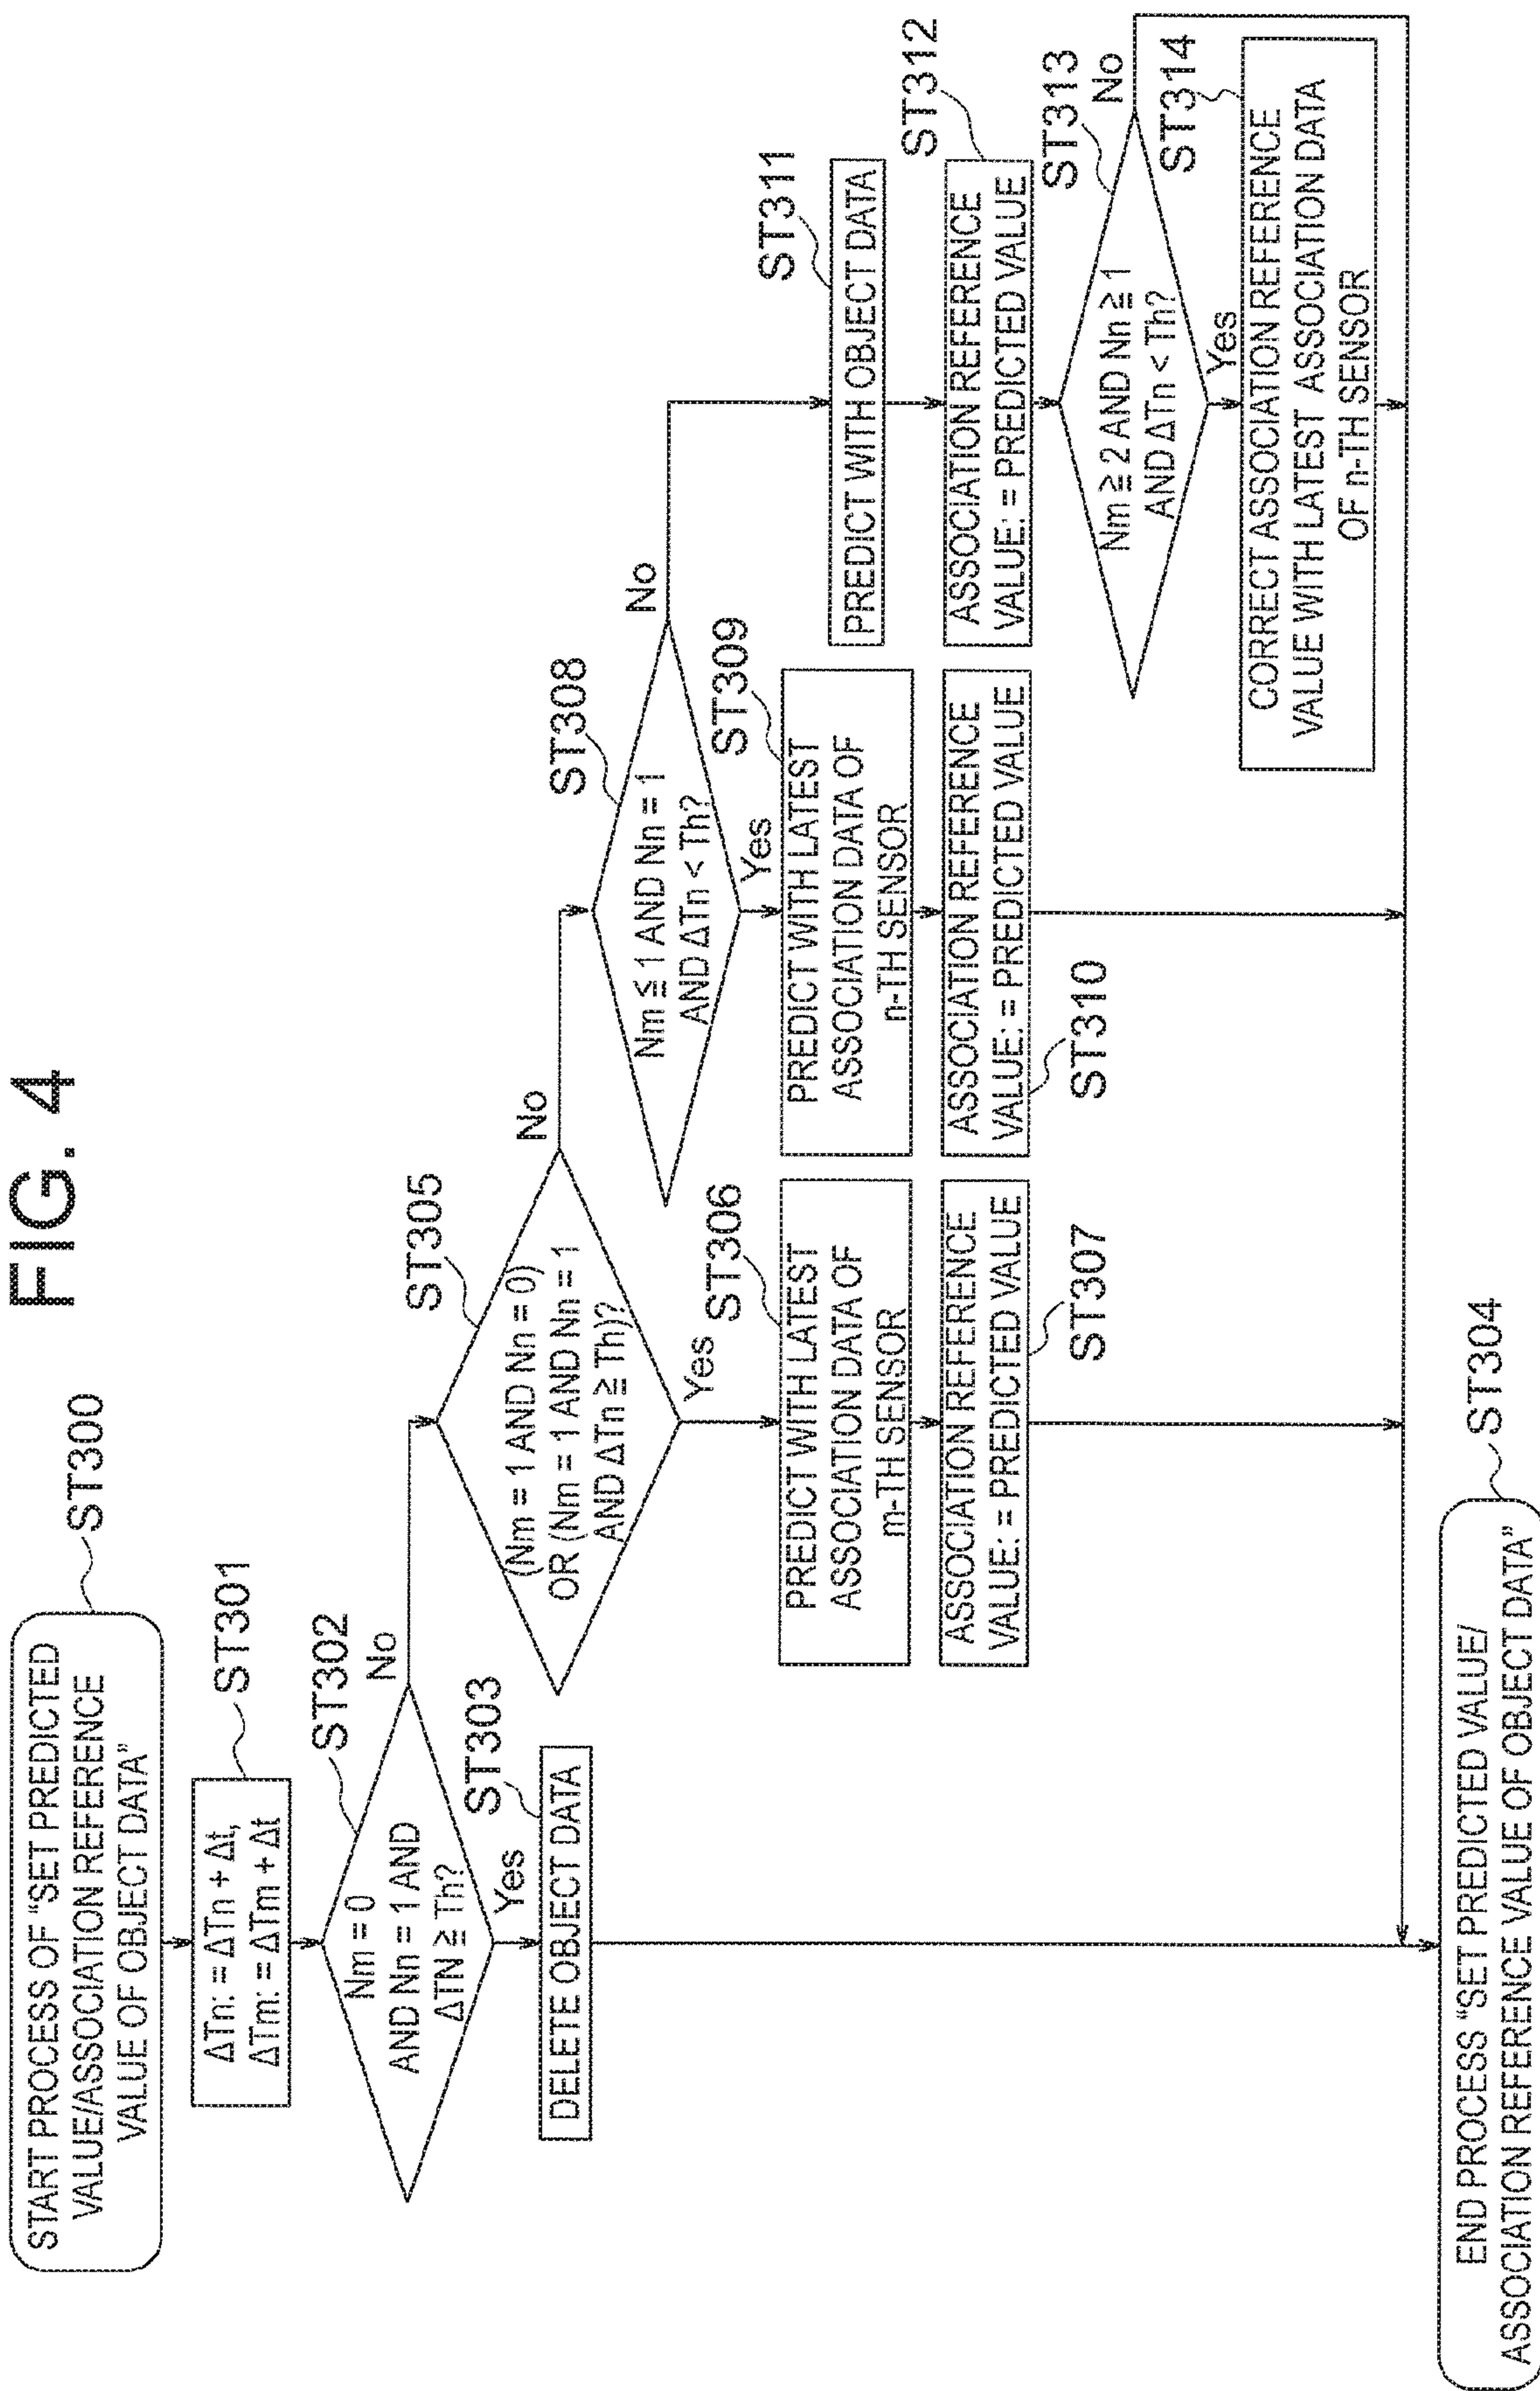 FIG. 4
START PROCESS OF “SET PREDICTED
VALUE/ASSOCIATION REFERENCE
VALUE OF OBJECT DATA”
ST300
ΔTn: = ΔTn + Δt,
ΔTm: = ΔTm + Δt
ST301
Nm = 0
AND Nn = 1 AND
ΔTN ≧ Th?
ST302
No
Yes
ST303
DELETE OBJECT DATA
ST305
(Nm = 1 AND Nn = 0)
OR (Nm = 1 AND Nn = 1
AND ΔTn ≧ Th)?
No
Yes
ST306
PREDICT WITH LATEST
ASSOCIATION DATA OF
m-TH SENSOR
ASSOCIATION REFERENCE
VALUE: = PREDICTED VALUE
ST307
ST308
Nm ≦ 1 AND Nn = 1
AND ΔTn < Th?
No
Yes
ST309
PREDICT WITH LATEST
ASSOCIATION DATA OF
n-TH SENSOR
ASSOCIATION REFERENCE
VALUE: = PREDICTED VALUE
ST310
ST311
PREDICT WITH OBJECT DATA
ST312
ASSOCIATION REFERENCE
VALUE: = PREDICTED VALUE
ST313
Nm ≧ 2 AND Nn ≧ 1
AND ΔTn < Th?
No
Yes
ST314
CORRECT ASSOCIATION REFERENCE
VALUE WITH LATEST ASSOCIATION DATA
OF n-TH SENSOR
ST304
END PROCESS “SET PREDICTED VALUE/
ASSOCIATION REFERENCE VALUE OF OBJECT DATA”